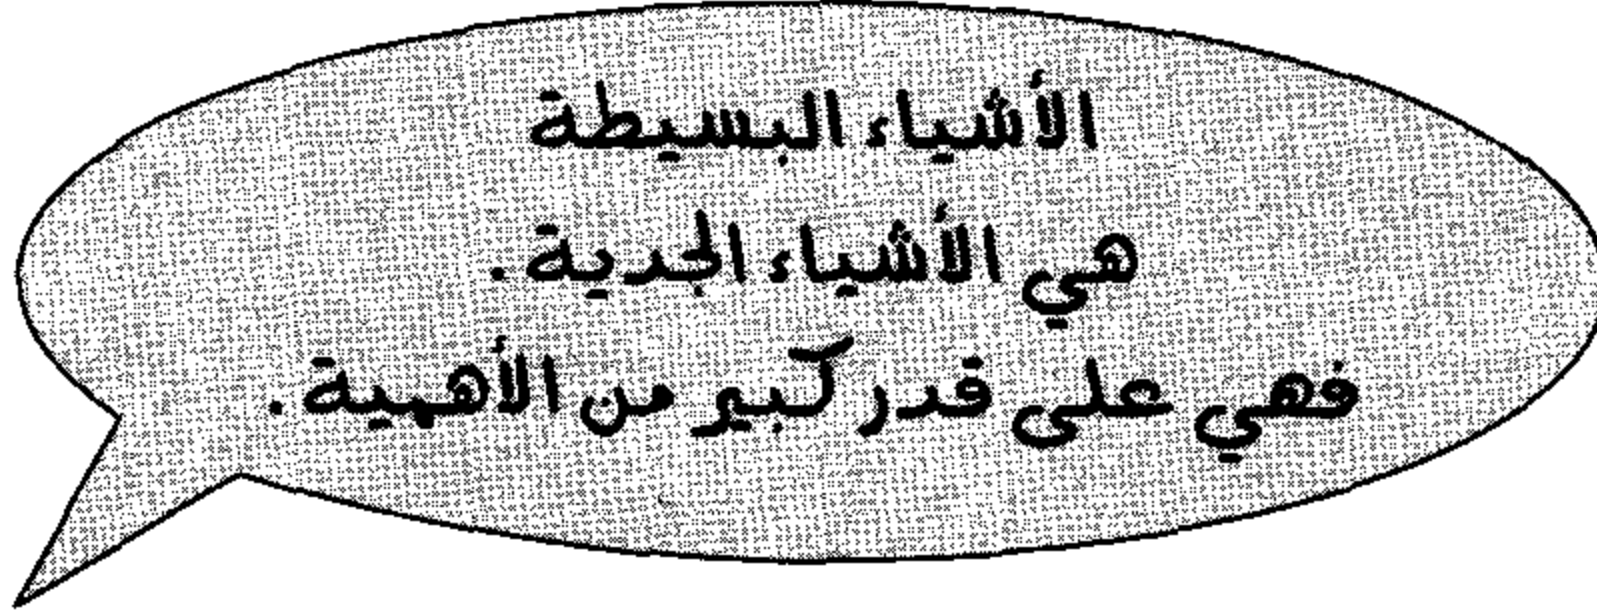 الأشياء البسيطة
هي الأشياء الجدية.
فهي على قدر كبير من الأهمية.